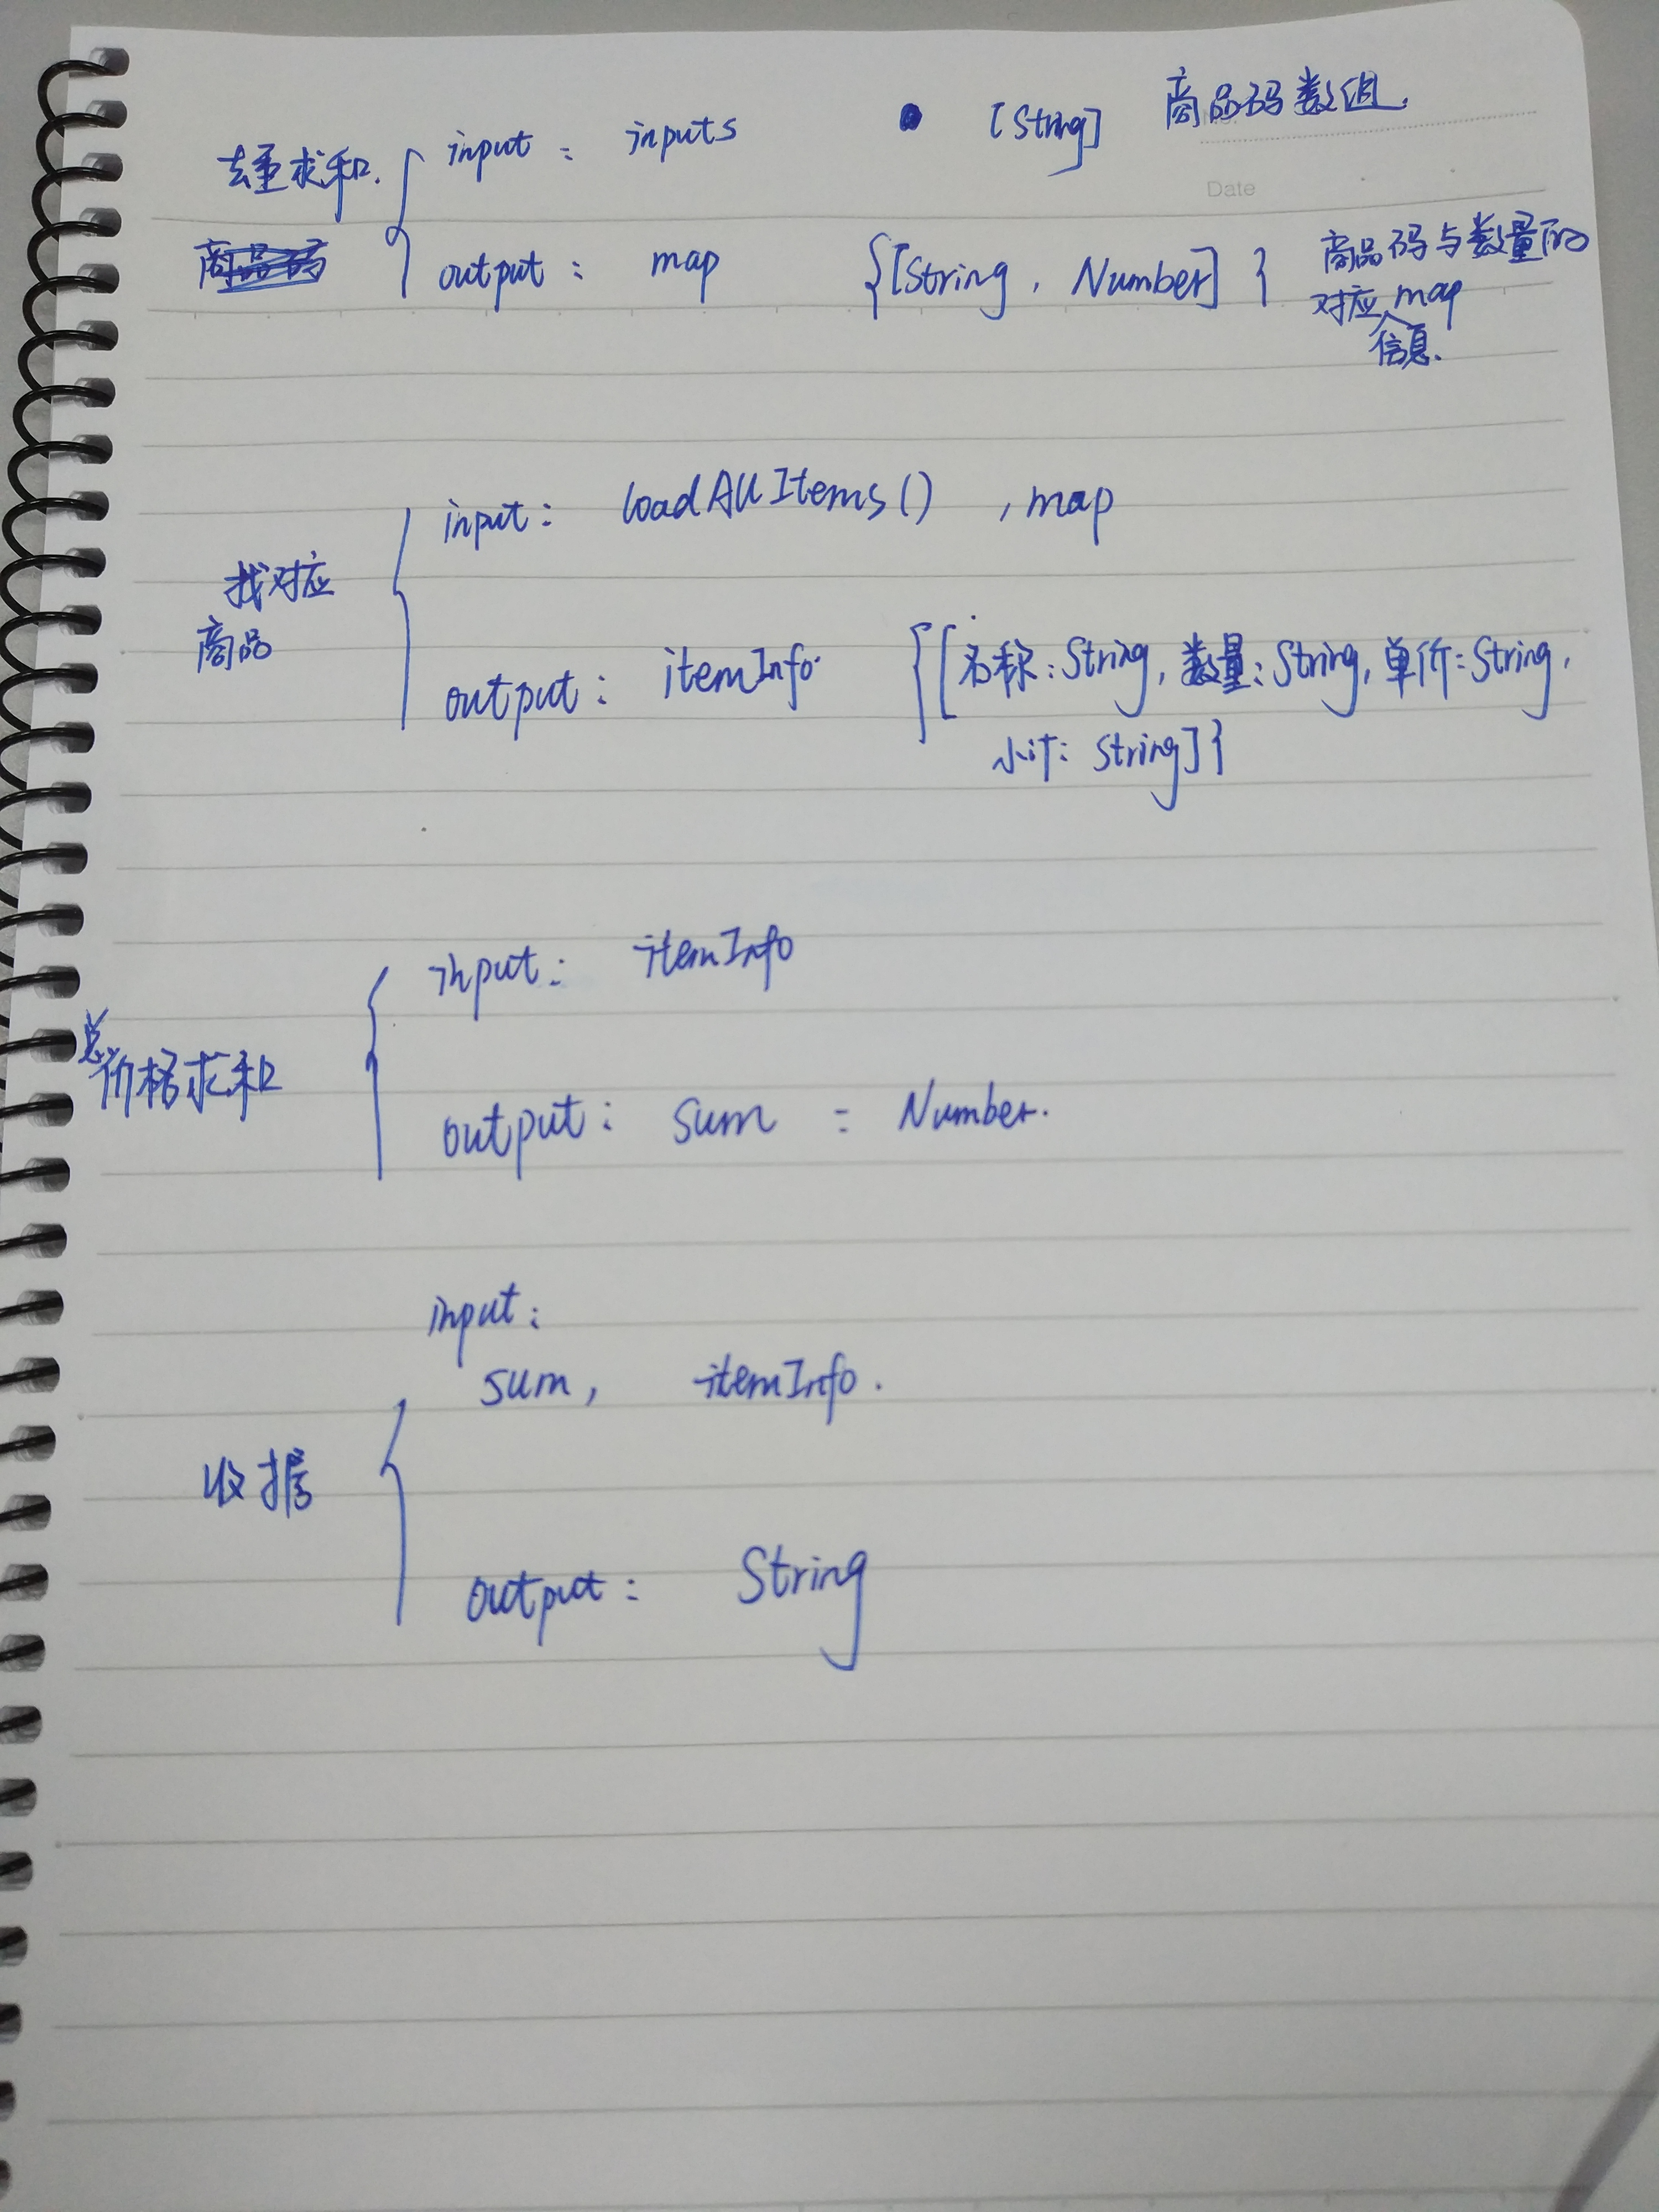 去重求和. input : inputs [String] 商品码数组.
Date
商品码 output : map {[String, Number] } 商品码与数量的
对应 map
信息.
input : loadAllItems() , map
找对应
商品
output : itemInfo. {[名称:String, 数量:String, 单价:String,
小计: String]}
input : itemInfo
总价格求和
output : sum : Number.
input :
sum, itemInfo.
收据
output : String